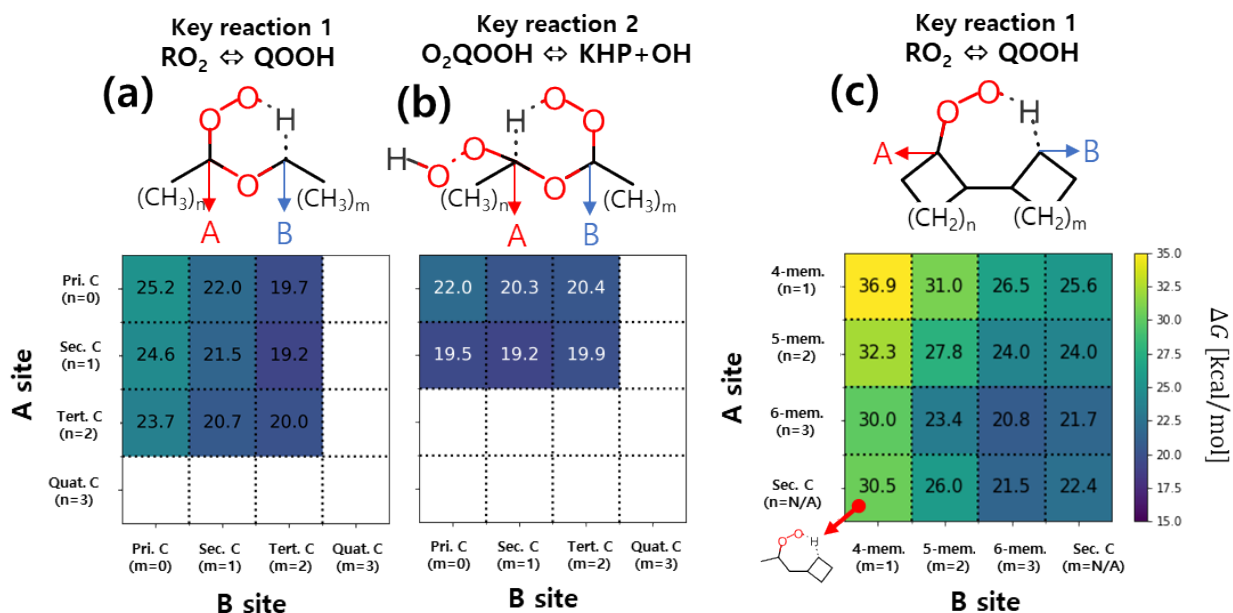 Key reaction 1
RO₂ ⇔ QOOH
(a)
O
O
H
O
(CH₃)ₙ
(CH₃)ₘ
A
B
Key reaction 2
O₂QOOH ⇔ KHP+OH
(b)
H
O
O
H
O
O
O
(CH₃)ₙ
(CH₃)ₘ
A
B
Key reaction 1
RO₂ ⇔ QOOH
(c)
O
O
H
A
B
(CH₂)ₙ
(CH₂)ₘ
A site
Pri. C
(n=0)
25.2 22.0 19.7
Sec. C
(n=1)
24.6 21.5 19.2
Tert. C
(n=2)
23.7 20.7 20.0
Quat. C
(n=3)
Pri. C Sec. C Tert. C Quat. C
(m=0) (m=1) (m=2) (m=3)
B site
22.0 20.3 20.4
19.5 19.2 19.9
Pri. C Sec. C Tert. C Quat. C
(m=0) (m=1) (m=2) (m=3)
B site
A site
4-mem.
(n=1)
36.9 31.0 26.5 25.6
5-mem.
(n=2)
32.3 27.8 24.0 24.0
6-mem.
(n=3)
30.0 23.4 20.8 21.7
Sec. C
(n=N/A)
30.5 26.0 21.5 22.4
O
O
H
4-mem. 5-mem. 6-mem. Sec. C
(m=1) (m=2) (m=3) (m=N/A)
B site
35.0
32.5
30.0
27.5
25.0
22.5
20.0
17.5
15.0
ΔG [kcal/mol]